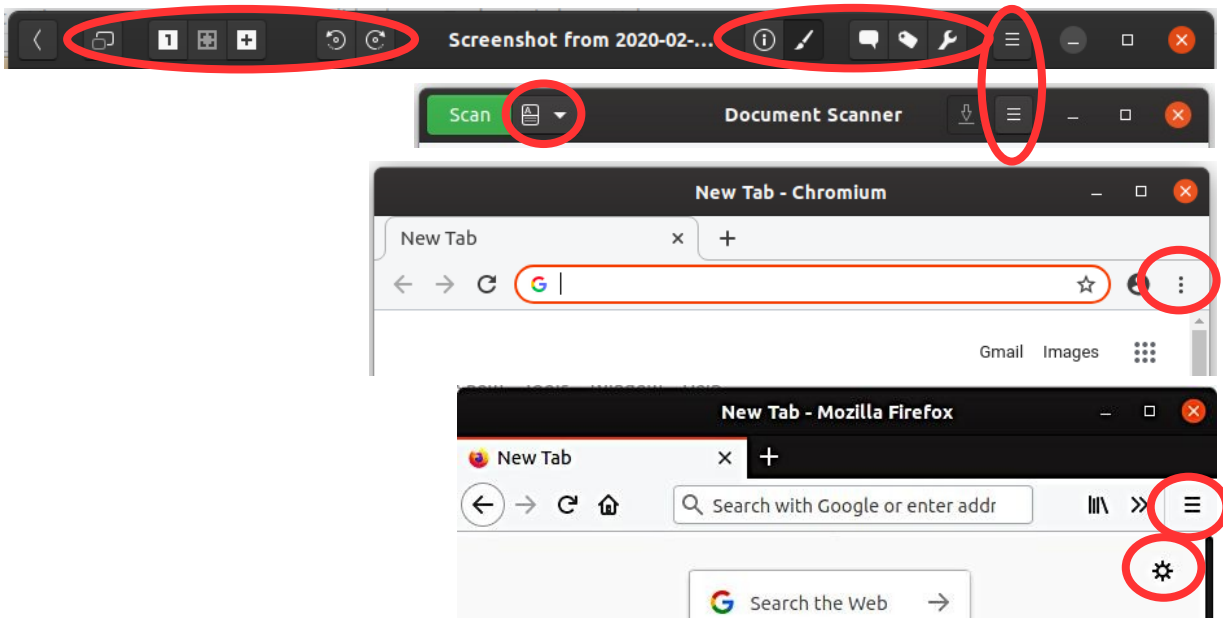 1 Screenshot from 2020-02-...
Scan A Document Scanner
New Tab - Chromium
New Tab
G
Gmail Images
New Tab - Mozilla Firefox
New Tab
Search with Google or enter addr
G Search the Web